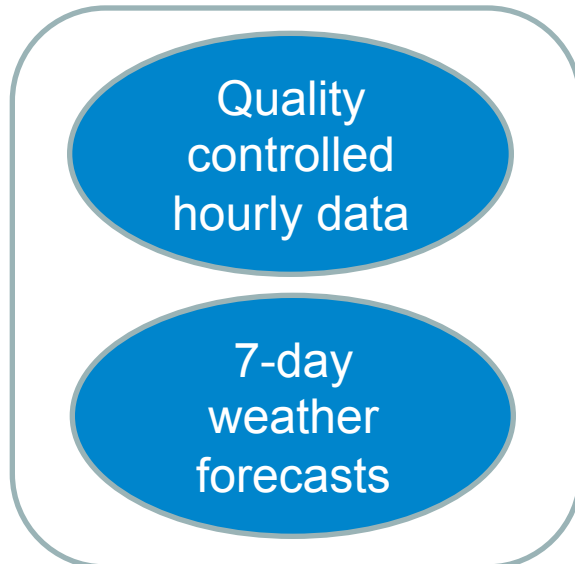 Quality
controlled
hourly data
7-day
weather
forecasts